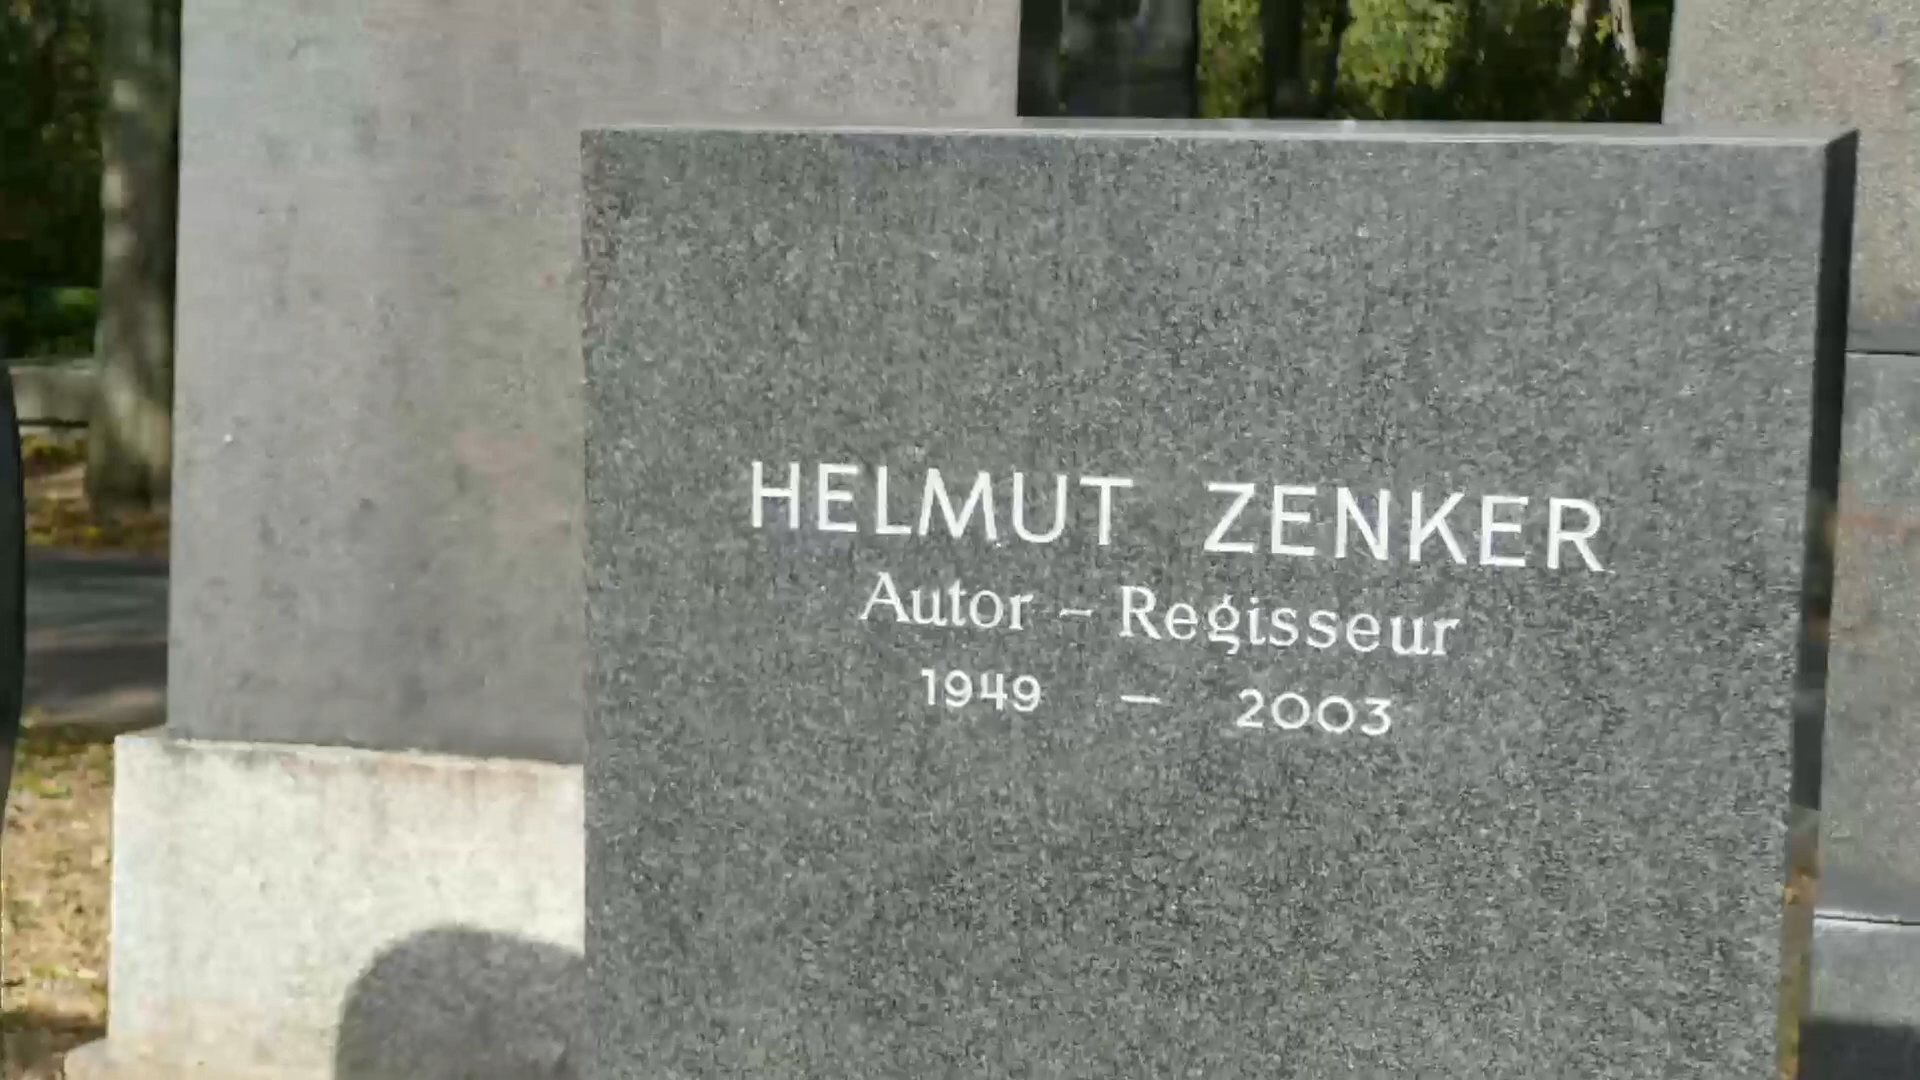 HELMUT ZENKER
Autor – Regisseur
1949 – 2003